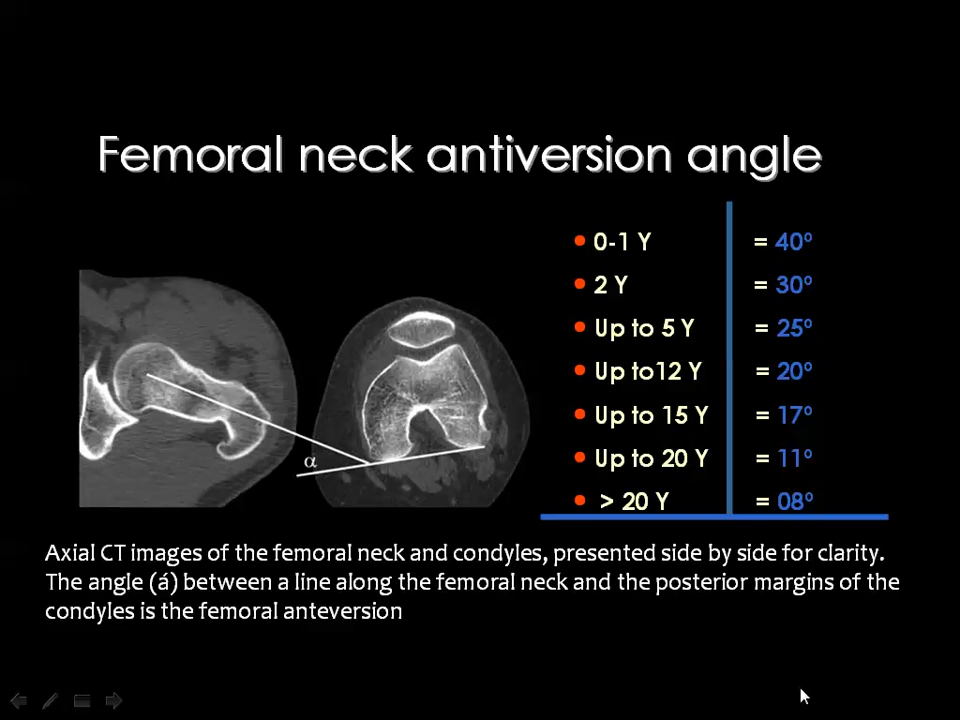 Femoral neck antiversion angle
• 0-1 Y = 40º
• 2 Y = 30º
• Up to 5 Y = 25º
• Up to12 Y = 20º
• Up to 15 Y = 17º
• Up to 20 Y = 11º
• > 20 Y = 08º
α
Axial CT images of the femoral neck and condyles, presented side by side for clarity.
The angle (á) between a line along the femoral neck and the posterior margins of the
condyles is the femoral anteversion